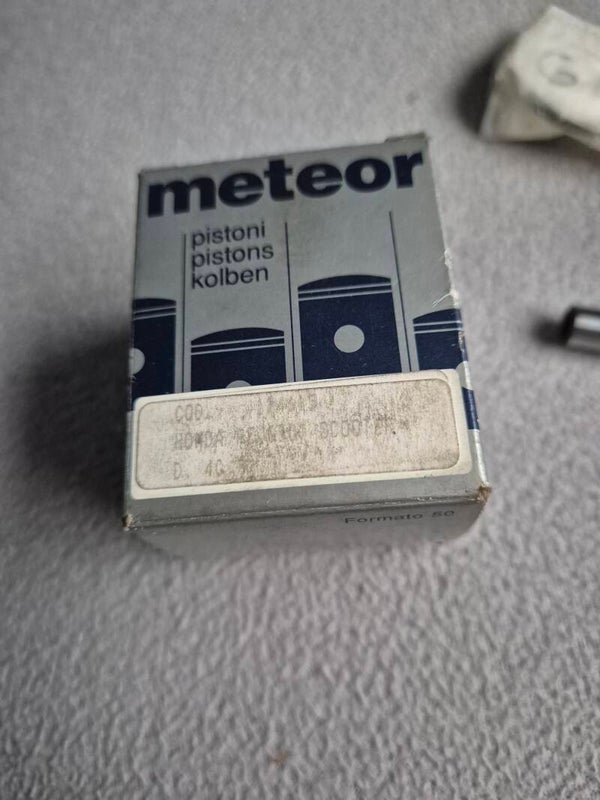 meteor
pistoni
pistons
kolben
HONDA SCOOTER
D. 40
Formato 50